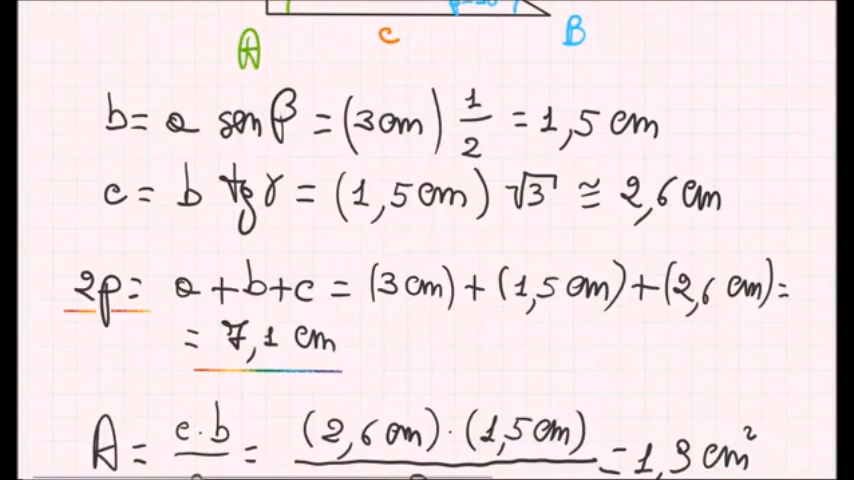 A c B
b = a sen β = (3 cm) 1/2 = 1,5 cm
c = b tg γ = (1,5 cm) √3 ≅ 2,6 cm
2p = a + b + c = (3 cm) + (1,5 cm) + (2,6 cm) =
= 7,1 cm
A = c · b = (2,6 cm) · (1,5 cm) = 1,9 cm²